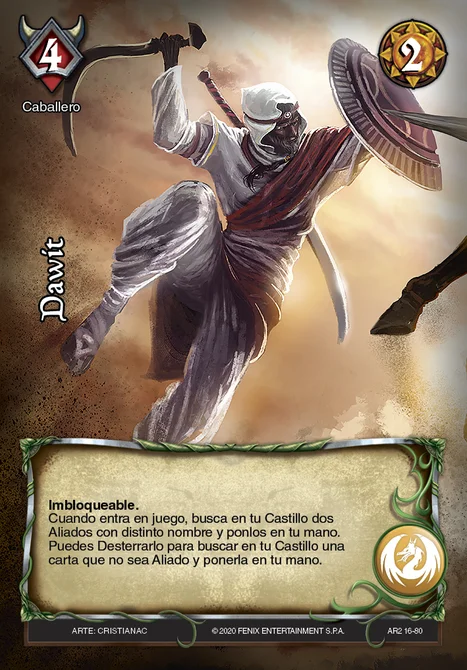 4
2
Caballero
Dawit
Imbloqueable.
Cuando entra en juego, busca en tu Castillo dos
Aliados con distinto nombre y ponlos en tu mano.
Puedes Desterrarlo para buscar en tu Castillo una
carta que no sea Aliado y ponerla en tu mano.
ARTE: CRISTIANAC © 2020 FENIX ENTERTAINMENT S.P.A. AR2 16-80